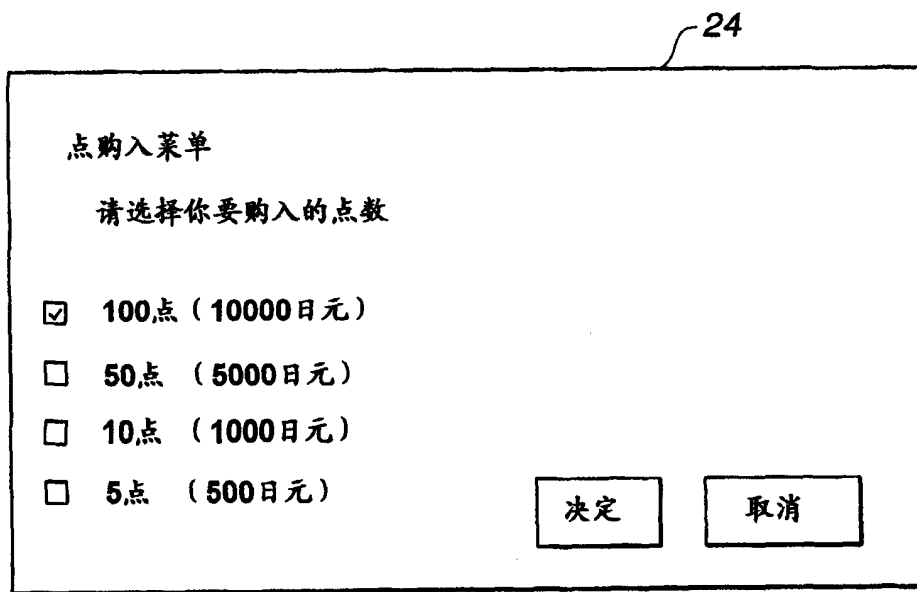 24
点购入菜单
请选择你要购入的点数
100点（10000日元）
50点 （5000日元）
10点 （1000日元）
5点 （500日元）
决定 取消